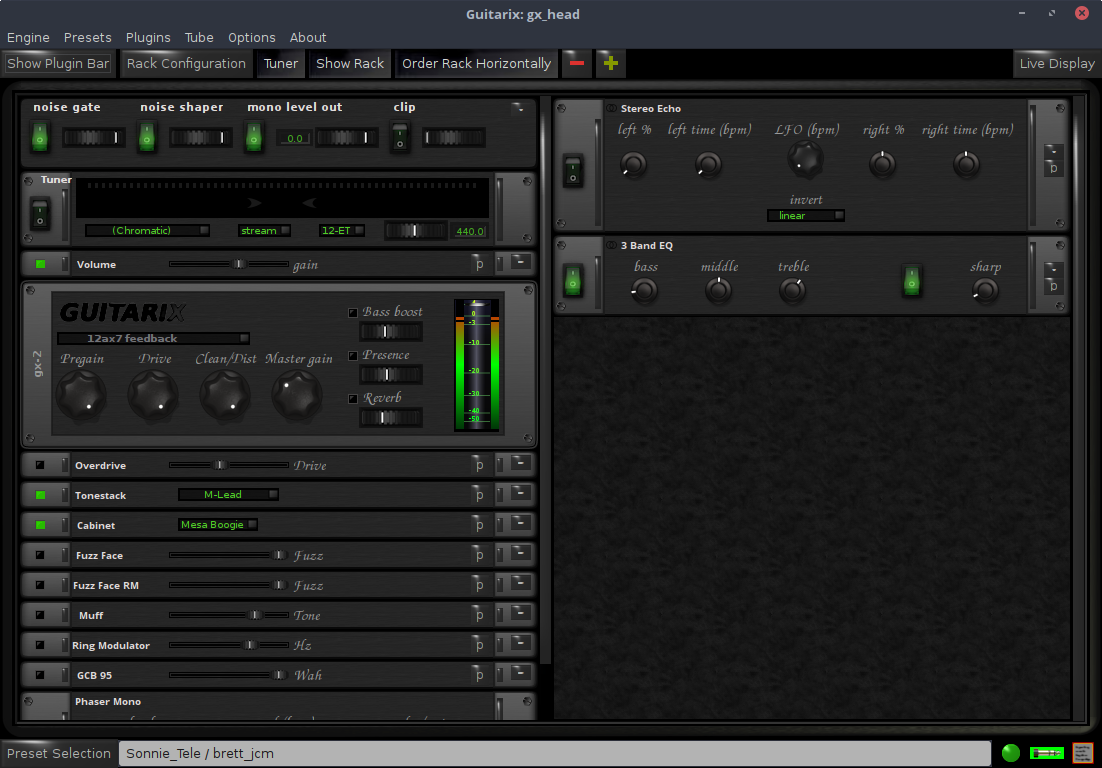 Guitarix: gx_head
Engine Presets Plugins Tube Options About
Show Plugin Bar Rack Configuration Tuner Show Rack Order Rack Horizontally Live Display
noise gate noise shaper mono level out clip
0.0
Tuner
(Chromatic) stream 12-ET 440.0
Volume gain p
GUITARIX
12ax7 feedback
gx-2
Pregain Drive Clean/Dist Master gain
Bass boost
Presence
Reverb
0
-3
-10
-20
-30
-40
-50
Overdrive Drive p
Tonestack M-Lead p
Cabinet Mesa Boogie p
Fuzz Face Fuzz p
Fuzz Face RM Fuzz p
Muff Tone p
Ring Modulator Hz p
GCB 95 Wah p
Phaser Mono
Stereo Echo
left % left time (bpm) LFO (bpm) right % right time (bpm)
p
invert
linear
3 Band EQ
bass middle treble sharp
p
Preset Selection Sonnie_Tele / brett_jcm